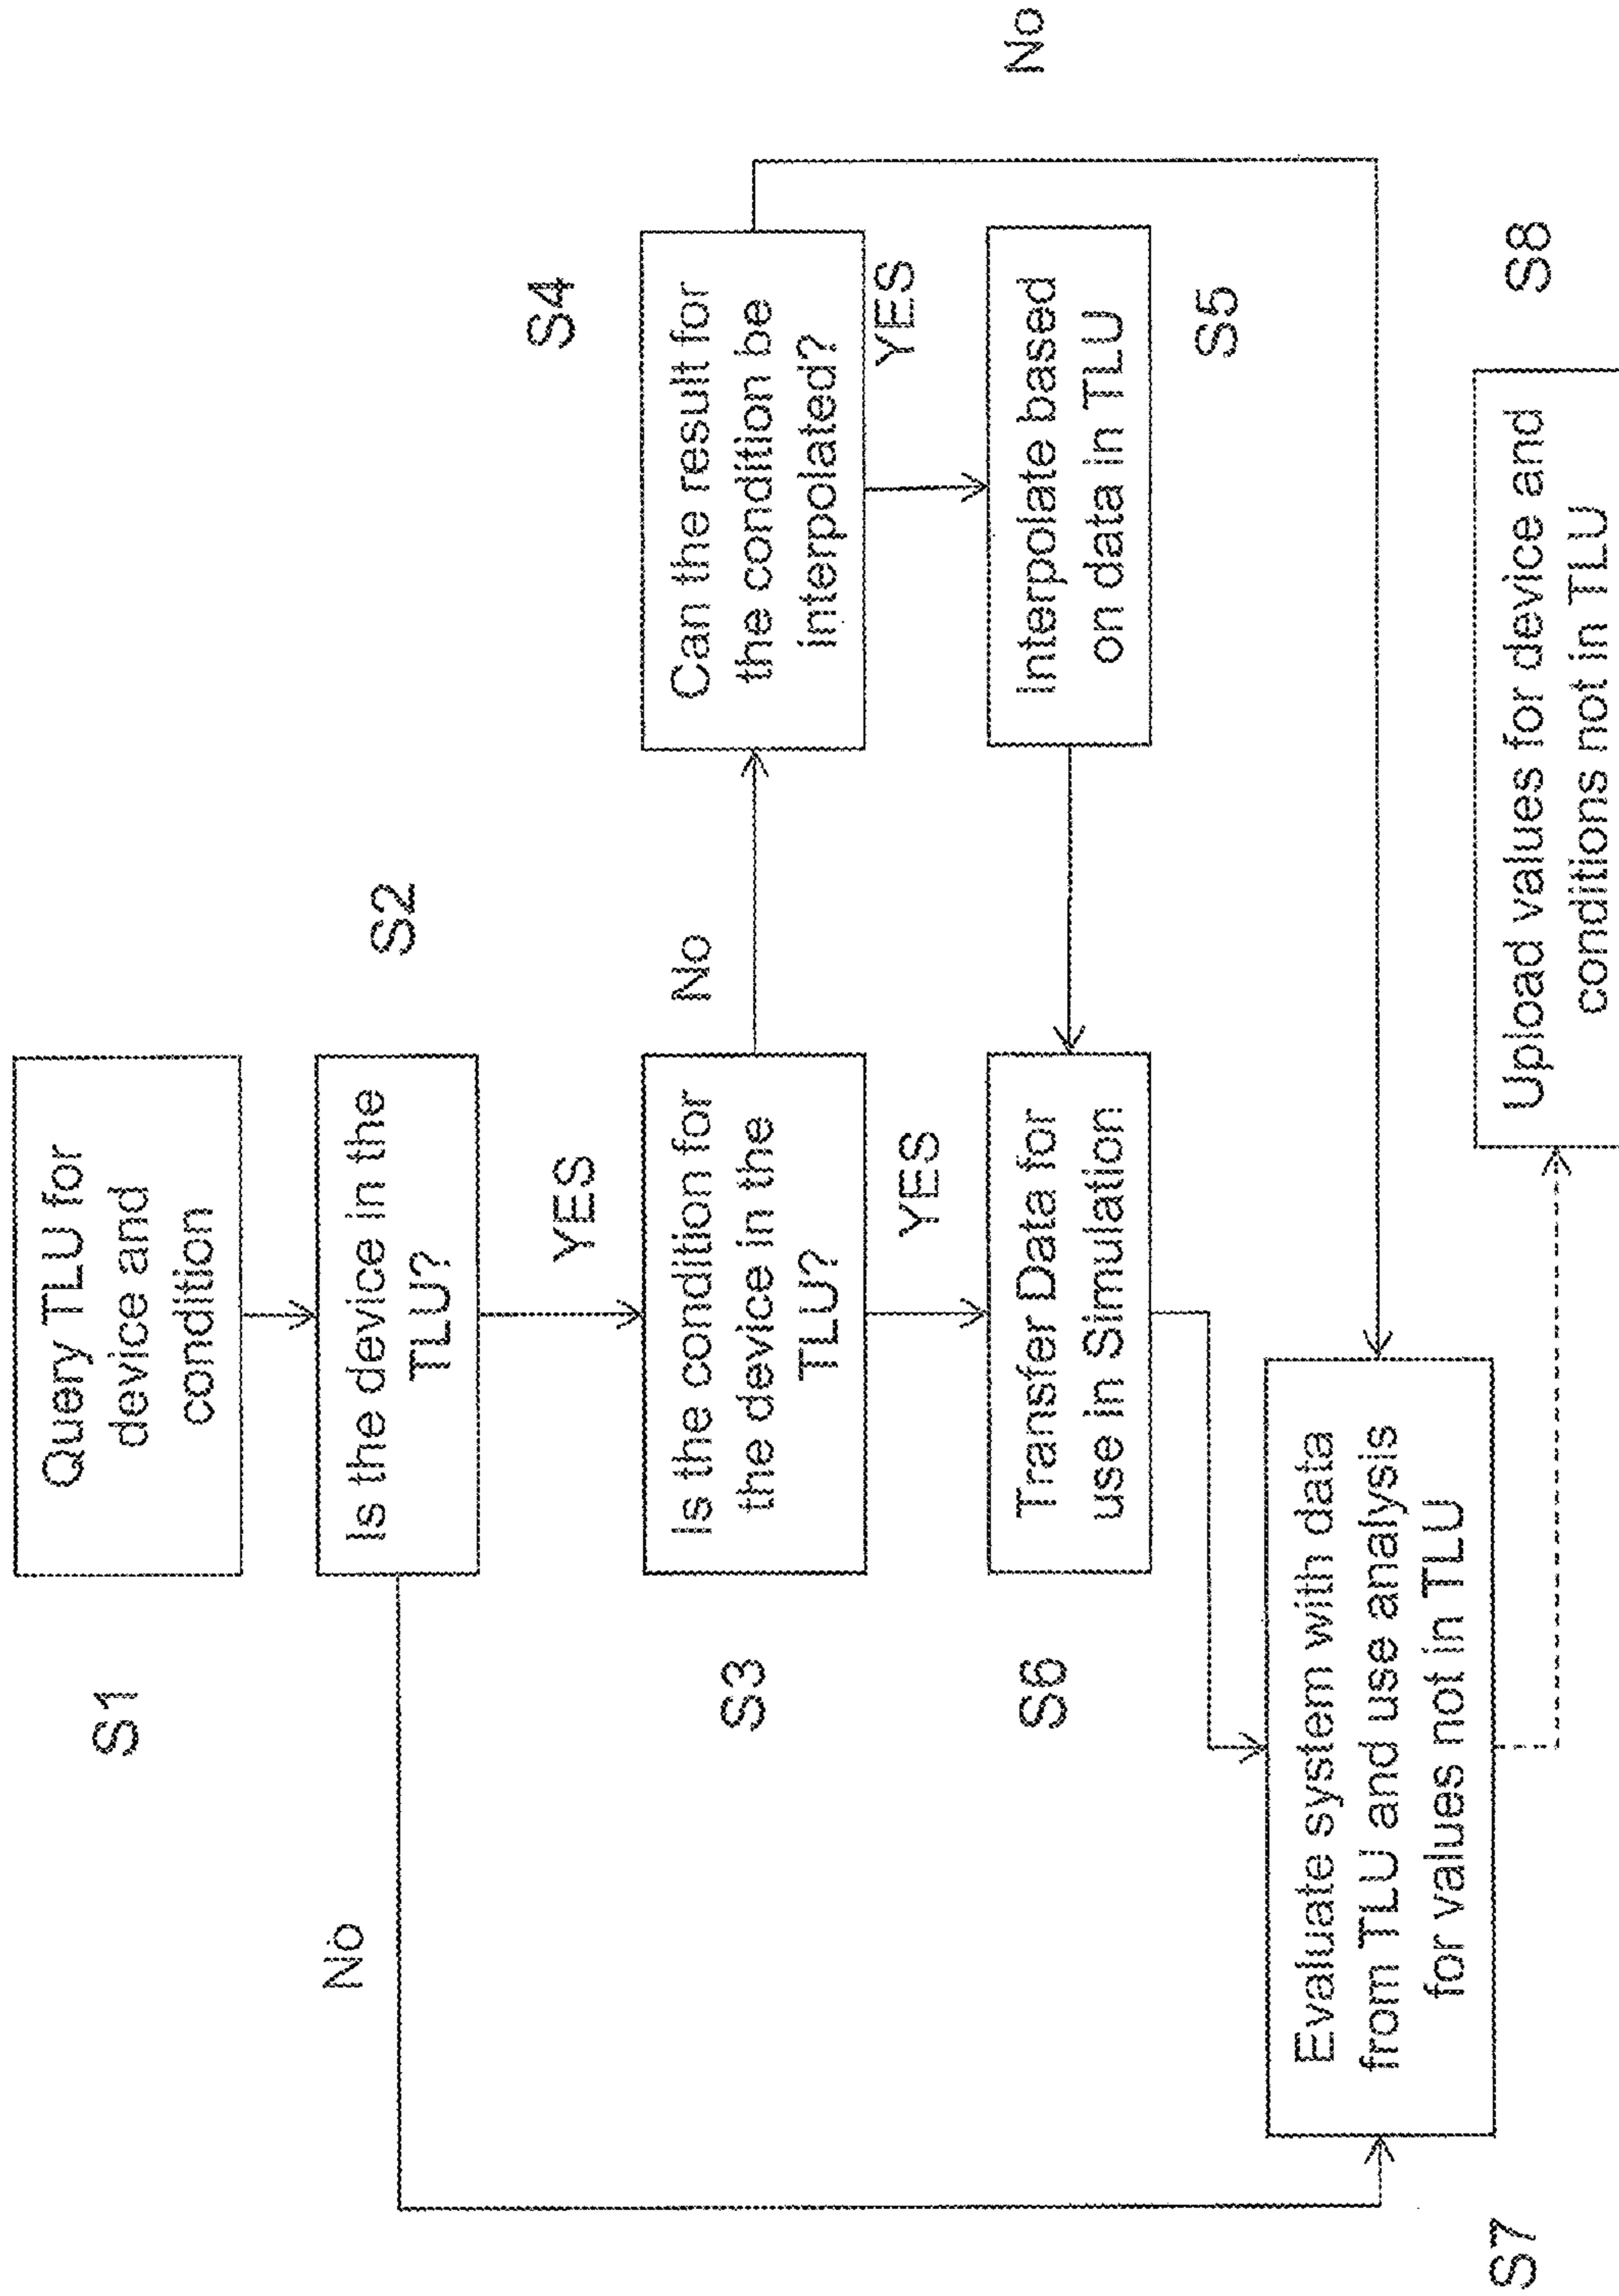 S1
Query TLU for
device and
condition
S2
Is the device in the
TLU?
No
YES
S3
Is the condition for
the device in the
TLU?
No
S4
Can the result for
the condition be
interpolated?
No
YES
YES
S6
Transfer Data for
use in Simulation
Interpolate based
on data in TLU
S5
S7
Evaluate system with data
from TLU and use analysis
for values not in TLU
S8
Upload values for device and
conditions not in TLU